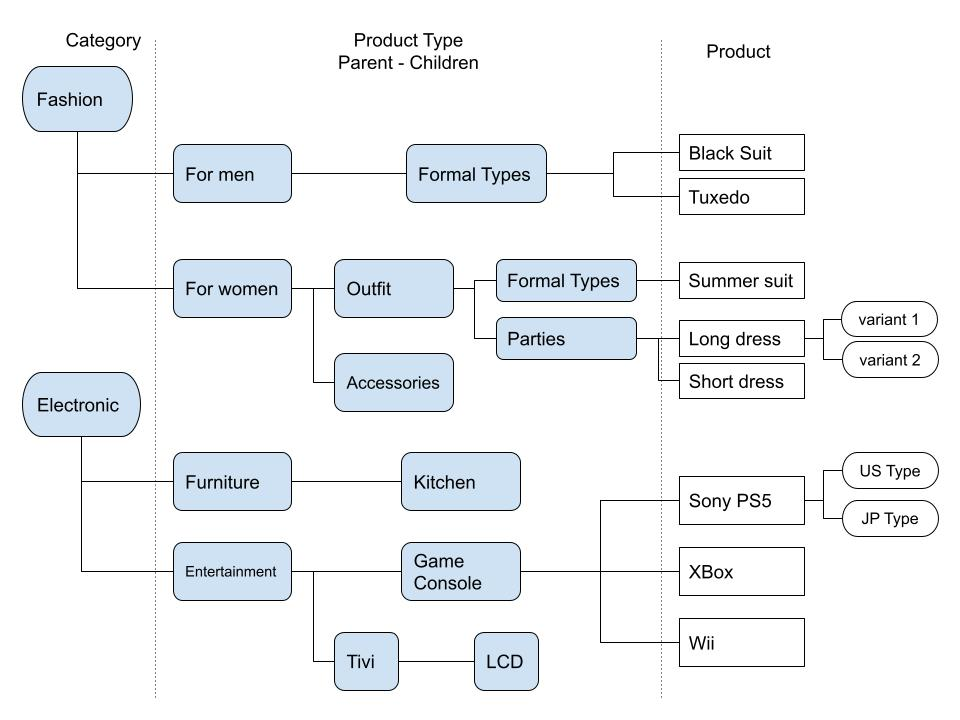 Category
Product Type
Parent - Children
Product
Fashion
For men
Formal Types
Black Suit
Tuxedo
For women
Outfit
Formal Types
Summer suit
Parties
Long dress
variant 1
variant 2
Short dress
Accessories
Electronic
Furniture
Kitchen
Sony PS5
US Type
JP Type
Entertainment
Game
Console
XBox
Wii
Tivi
LCD